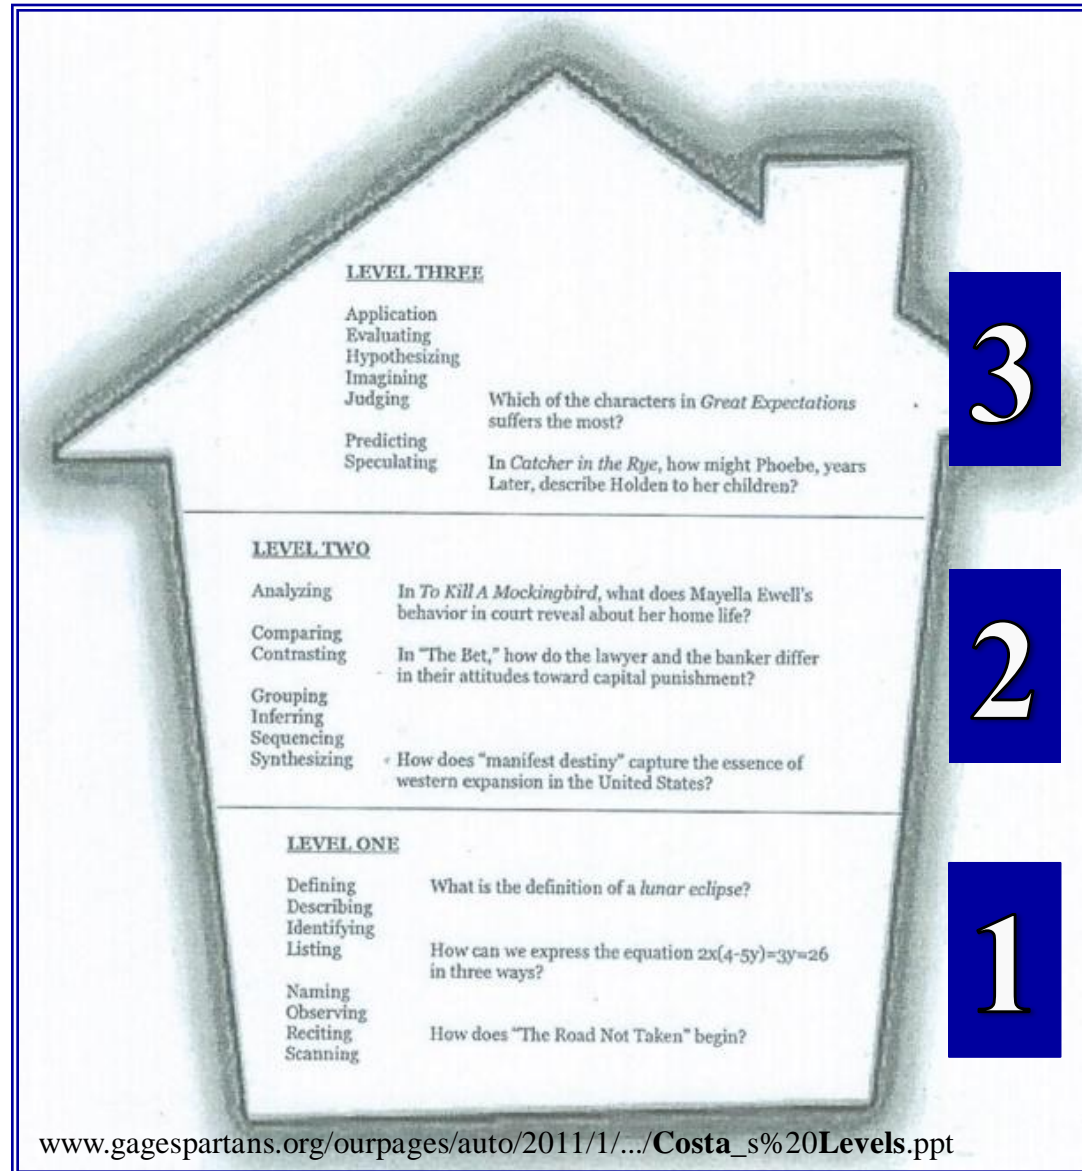 LEVEL THREE
Application
Evaluating
Hypothesizing
Imagining
Judging Which of the characters in Great Expectations
suffers the most?
Predicting
Speculating In Catcher in the Rye, how might Phoebe, years
Later, describe Holden to her children?
3
LEVEL TWO
Analyzing In To Kill A Mockingbird, what does Mayella Ewell's
behavior in court reveal about her home life?
Comparing
Contrasting In "The Bet," how do the lawyer and the banker differ
in their attitudes toward capital punishment?
Grouping
Inferring
Sequencing
Synthesizing How does "manifest destiny" capture the essence of
western expansion in the United States?
2
LEVEL ONE
Defining What is the definition of a lunar eclipse?
Describing
Identifying
Listing How can we express the equation 2x(4-5y)=3y=26
in three ways?
Naming
Observing
Reciting How does "The Road Not Taken" begin?
Scanning
1
www.gagespartans.org/ourpages/auto/2011/1/.../Costa_s%20Levels.ppt